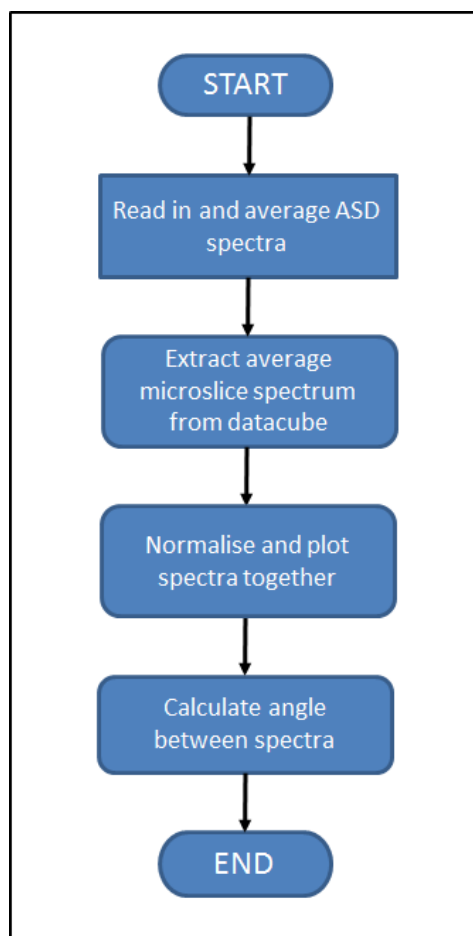 START
Read in and average ASD
spectra
Extract average
microslice spectrum
from datacube
Normalise and plot
spectra together
Calculate angle
between spectra
END